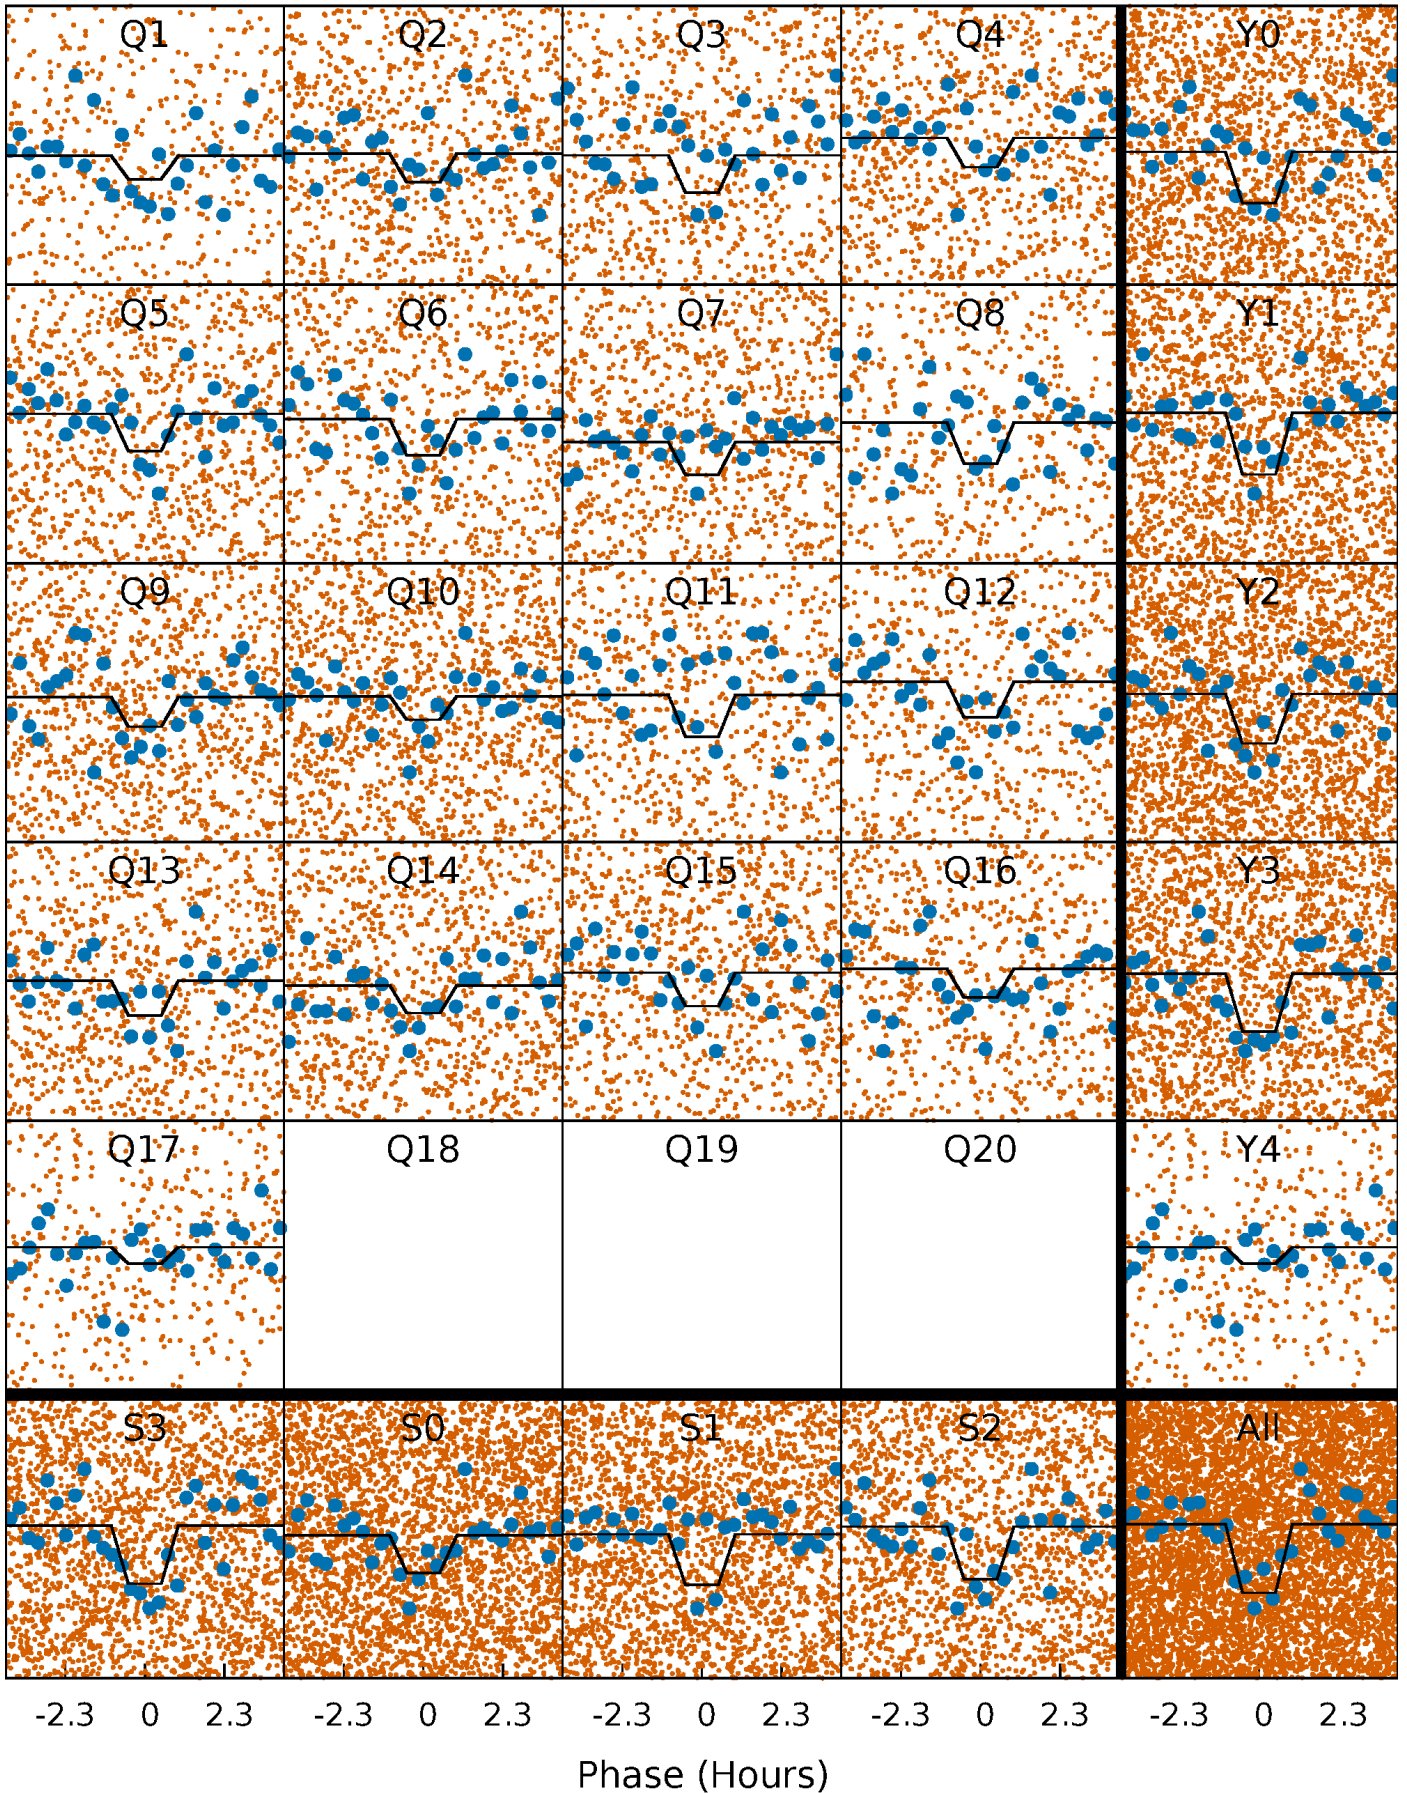 Q1 Q2 Q3 Q4 Y0
Q5 Q6 Q7 Q8 Y1
Q9 Q10 Q11 Q12 Y2
Q13 Q14 Q15 Q16 Y3
Q17 Q18 Q19 Q20 Y4
S3 S0 S1 S2 All
-2.3 0 2.3 -2.3 0 2.3 -2.3 0 2.3 -2.3 0 2.3 -2.3 0 2.3
Phase (Hours)